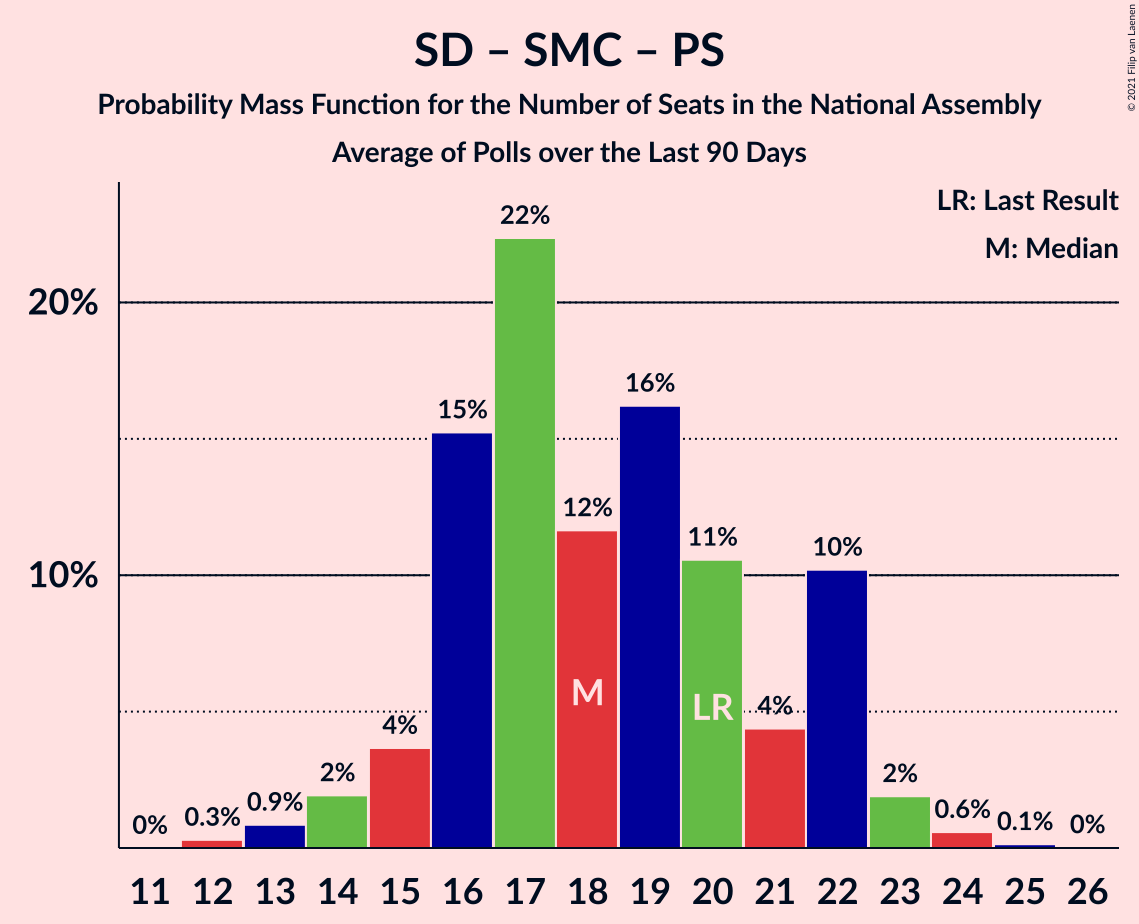 SD – SMC – PS
Probability Mass Function for the Number of Seats in the National Assembly
Average of Polls over the Last 90 Days
© 2021 Filip van Laenen
LR: Last Result
M: Median
22%
20%
16%
15%
12%
11%
10%
10%
M
LR
4%
4%
2%
2%
0.9%
0.3%
0%
0.6%
0.1%
0%
11 12 13 14 15 16 17 18 19 20 21 22 23 24 25 26